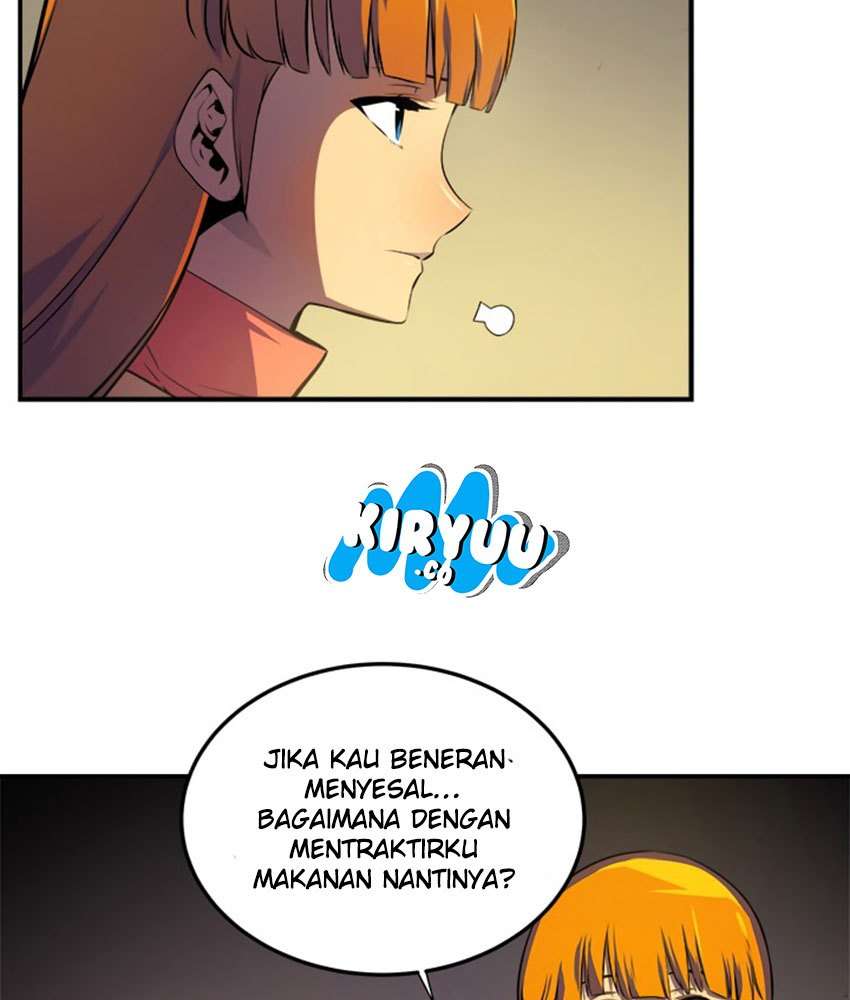 KIRYUU
.CO
JIKA KAU BENERAN
MENYESAL...
BAGAIMANA DENGAN
MENTRAKTIRKU
MAKANAN NANTINYA?